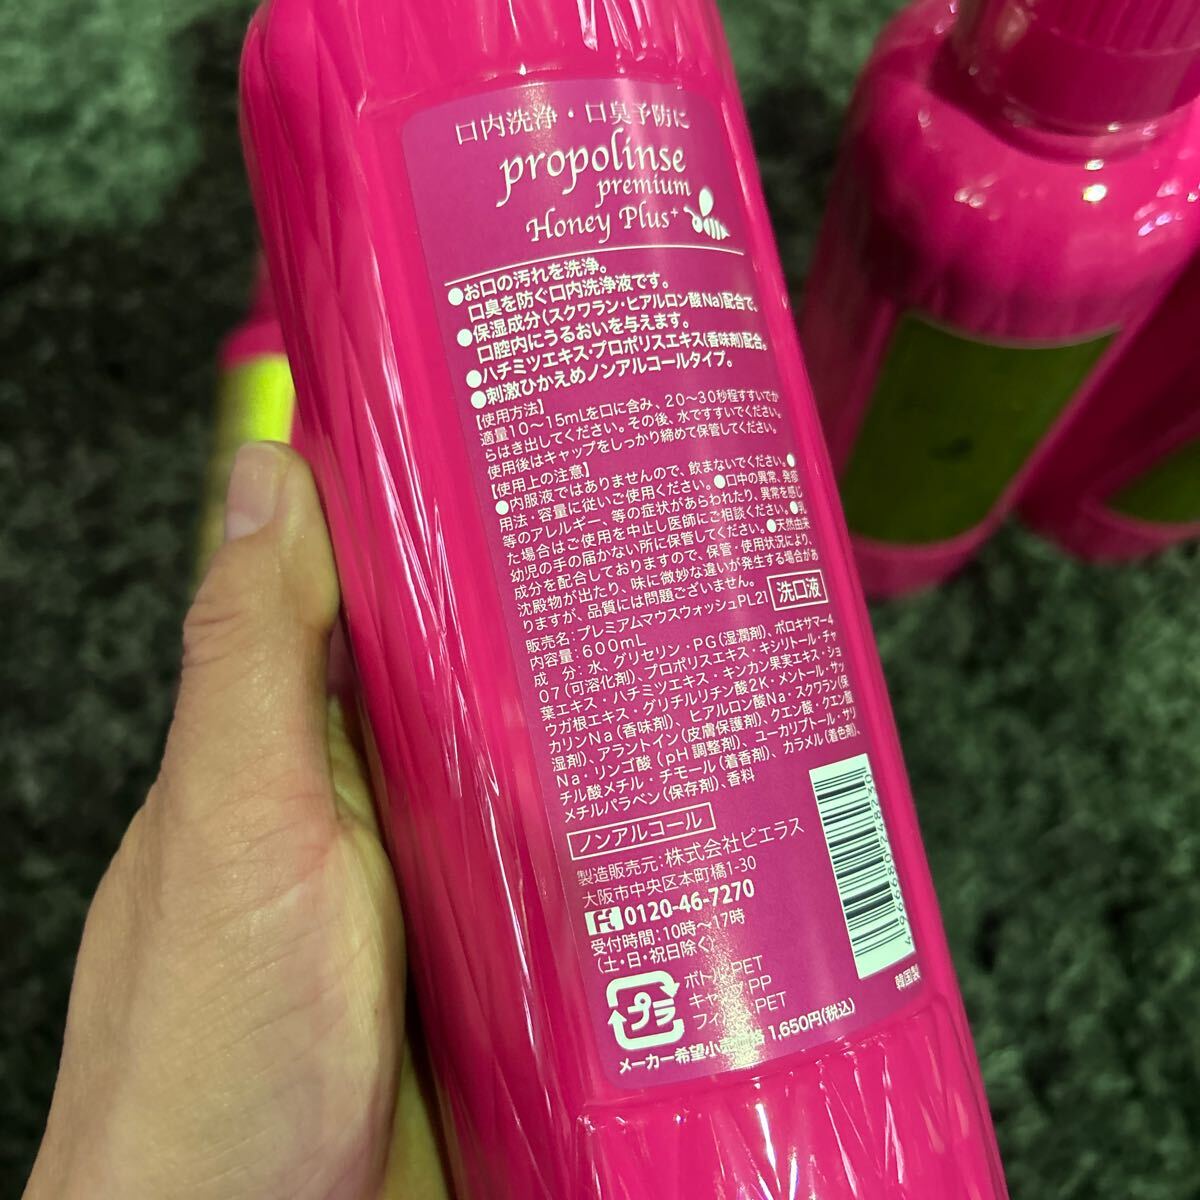 口内洗浄・口臭予防に
propolinse
premium
Honey Plus+
●お口の汚れを洗浄。
口臭を防ぐ口内洗浄液です。
●保湿成分(スクワラン・ヒアルロン酸Na)配合で、
口腔内にうるおいを与えます。
●ハチミツエキス・プロポリスエキス(香味剤)配合。
●刺激ひかえめノンアルコールタイプ。
【使用方法】
適量10〜15mLを口に含み、20〜30秒程すすいでか
らはき出してください。その後、水ですすいでください。
使用後はキャップをしっかり締めて保管してください。
【使用上の注意】
●内服液ではありませんので、飲まないでください。●
用法・容量に従いご使用ください。●口中の異常、発疹
等のアレルギー、等の症状があらわれたり、異常を感じ
た場合はご使用を中止し医師にご相談ください。●乳
幼児の手の届かない所に保管してください。●天然由来
成分を配合しておりますので、保管・使用状況により、
沈殿物が出たり、味に微妙な違いが発生する場合があ
りますが、品質には問題ございません。
販売名：プレミアムマウスウォッシュPL21 洗口液
内容量：600mL
成 分：水、グリセリン・PG(湿潤剤)、ポロキサマー4
07(可溶化剤)、プロポリスエキス・キシリトール・チャ
葉エキス・ハチミツエキス・キンカン果実エキス・ショ
ウガ根エキス・グリチルリチン酸2K・メントール・サッ
カリンNa(香味剤)、ヒアルロン酸Na・スクワラン(保
湿剤)、アラントイン(皮膚保護剤)、クエン酸・クエン酸
Na・リンゴ酸(pH調整剤)、ユーカリプトール・サリ
チル酸メチル・チモール(着香剤)、カラメル(着色剤)、
メチルパラベン(保存剤)、香料
ノンアルコール
製造販売元：株式会社ピエラス
大阪市中央区本町橋1-30
0120-46-7270
受付時間：10時〜17時
(土・日・祝日除く)
プラ
PET
PP
PET
メーカー希望小 1,650円(税込)
韓国製